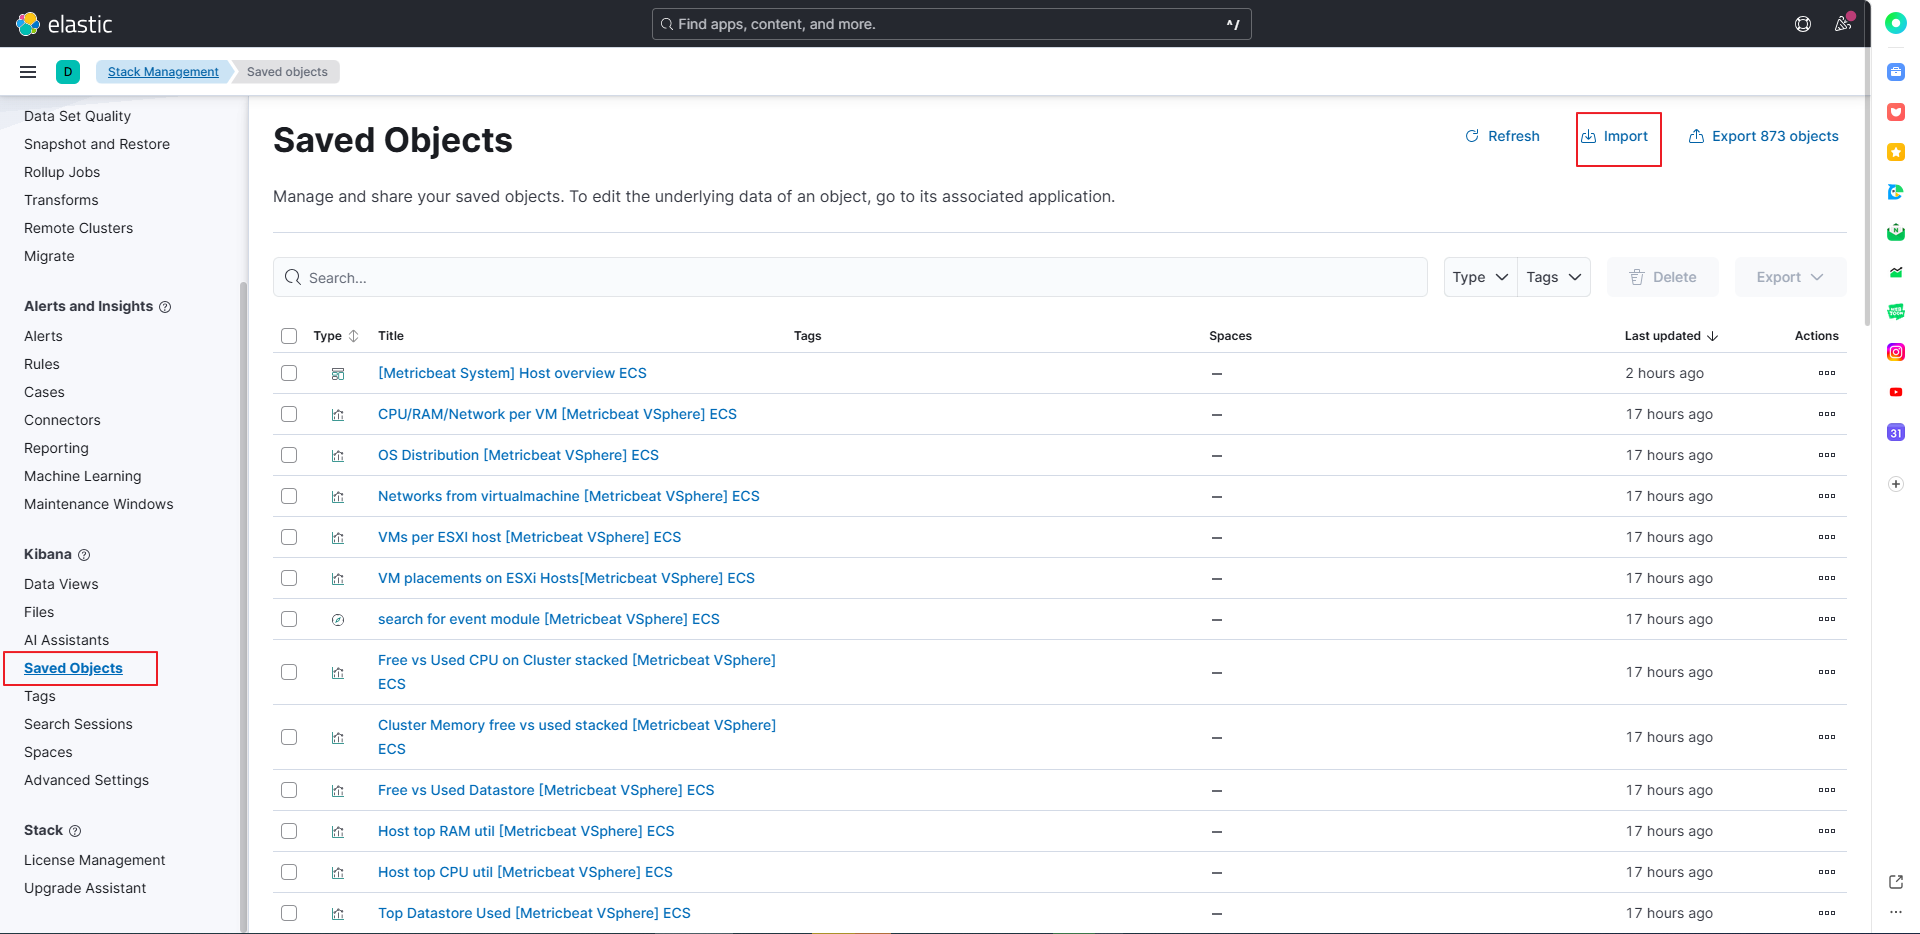 elastic
Find apps, content, and more.
^/
D
Stack Management
Saved objects
Data Set Quality
Snapshot and Restore
Rollup Jobs
Transforms
Remote Clusters
Migrate
Alerts and Insights
Alerts
Rules
Cases
Connectors
Reporting
Machine Learning
Maintenance Windows
Kibana
Data Views
Files
AI Assistants
Saved Objects
Tags
Search Sessions
Spaces
Advanced Settings
Stack
License Management
Upgrade Assistant
Saved Objects
Refresh
Import
Export 873 objects
Manage and share your saved objects. To edit the underlying data of an object, go to its associated application.
Search...
Type
Tags
Delete
Export
Type Title Tags Spaces Last updated Actions
[Metricbeat System] Host overview ECS — 2 hours ago
CPU/RAM/Network per VM [Metricbeat VSphere] ECS — 17 hours ago
OS Distribution [Metricbeat VSphere] ECS — 17 hours ago
Networks from virtualmachine [Metricbeat VSphere] ECS — 17 hours ago
VMs per ESXI host [Metricbeat VSphere] ECS — 17 hours ago
VM placements on ESXi Hosts[Metricbeat VSphere] ECS — 17 hours ago
search for event module [Metricbeat VSphere] ECS — 17 hours ago
Free vs Used CPU on Cluster stacked [Metricbeat VSphere]
ECS — 17 hours ago
Cluster Memory free vs used stacked [Metricbeat VSphere]
ECS — 17 hours ago
Free vs Used Datastore [Metricbeat VSphere] ECS — 17 hours ago
Host top RAM util [Metricbeat VSphere] ECS — 17 hours ago
Host top CPU util [Metricbeat VSphere] ECS — 17 hours ago
Top Datastore Used [Metricbeat VSphere] ECS — 17 hours ago
31